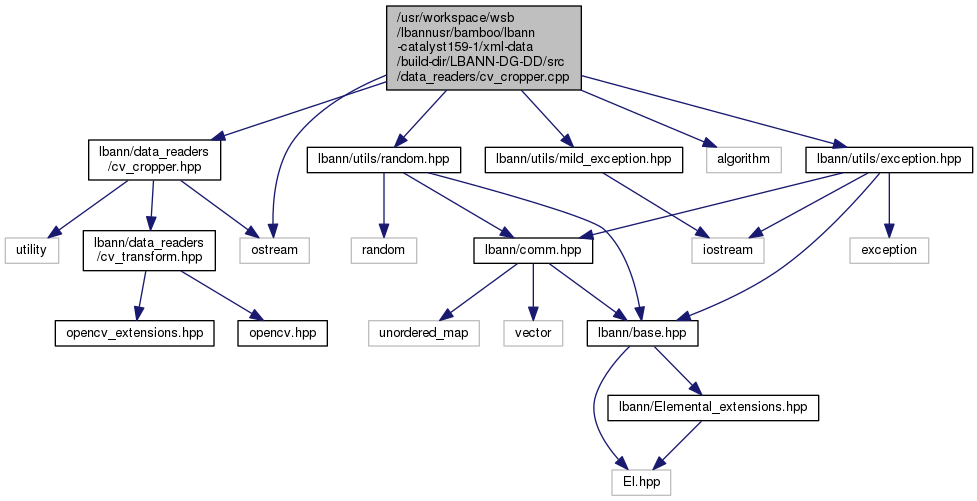 /usr/workspace/wsb
/lbannusr/bamboo/lbann
-catalyst159-1/xml-data
/build-dir/LBANN-DG-DD/src
/data_readers/cv_cropper.cpp
lbann/data_readers
/cv_cropper.hpp
lbann/utils/random.hpp
lbann/utils/mild_exception.hpp
algorithm
lbann/utils/exception.hpp
utility
lbann/data_readers
/cv_transform.hpp
ostream
random
lbann/comm.hpp
iostream
exception
opencv_extensions.hpp
opencv.hpp
unordered_map
vector
lbann/base.hpp
lbann/Elemental_extensions.hpp
El.hpp